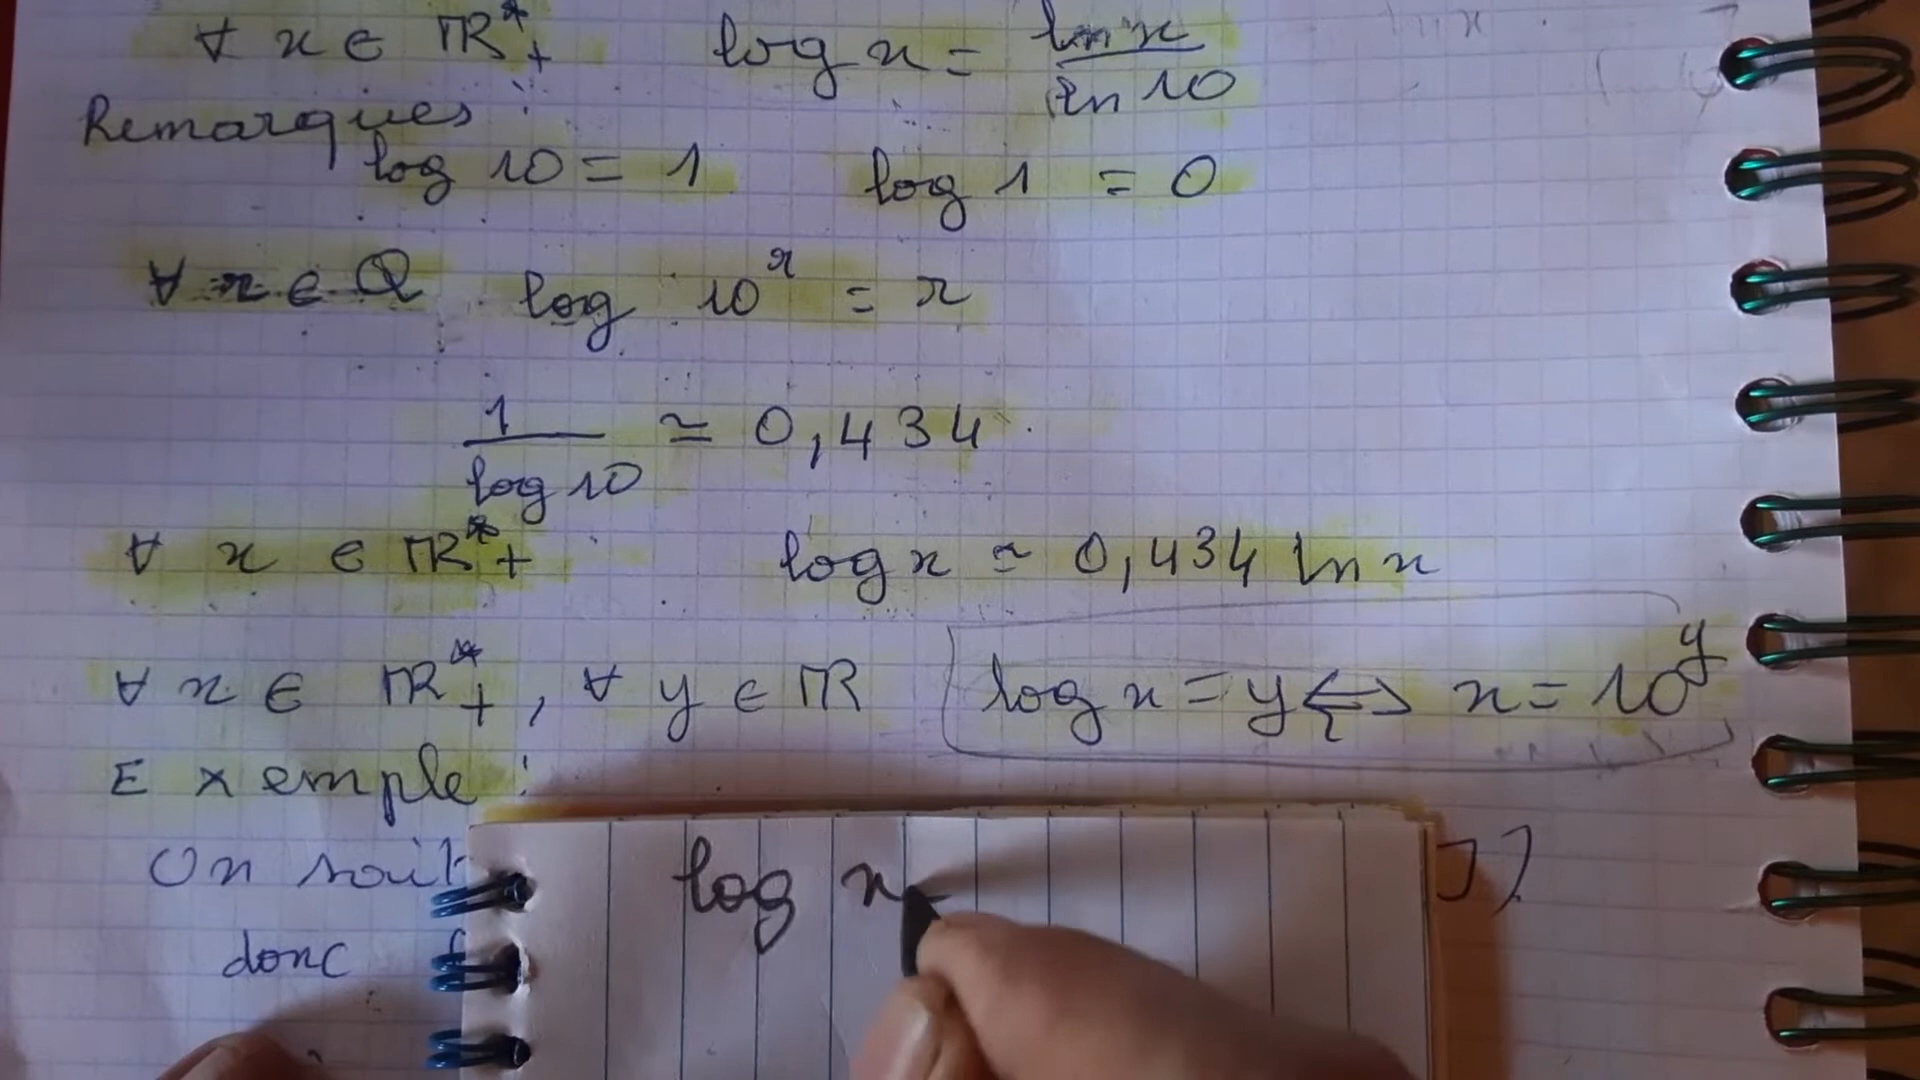 ∀ x ∈ ℝ*₊ log x = ln x / ln 10
Remarques :
log 10 = 1 log 1 = 0
∀ r ∈ ℚ log 10^r = r
1 / log 10 ≃ 0,434
∀ x ∈ ℝ*₊ log x ≃ 0,434 ln x
∀ x ∈ ℝ*₊, ∀ y ∈ ℝ log x = y ⟺ x = 10^y
Exemple :
On sait
donc
log x